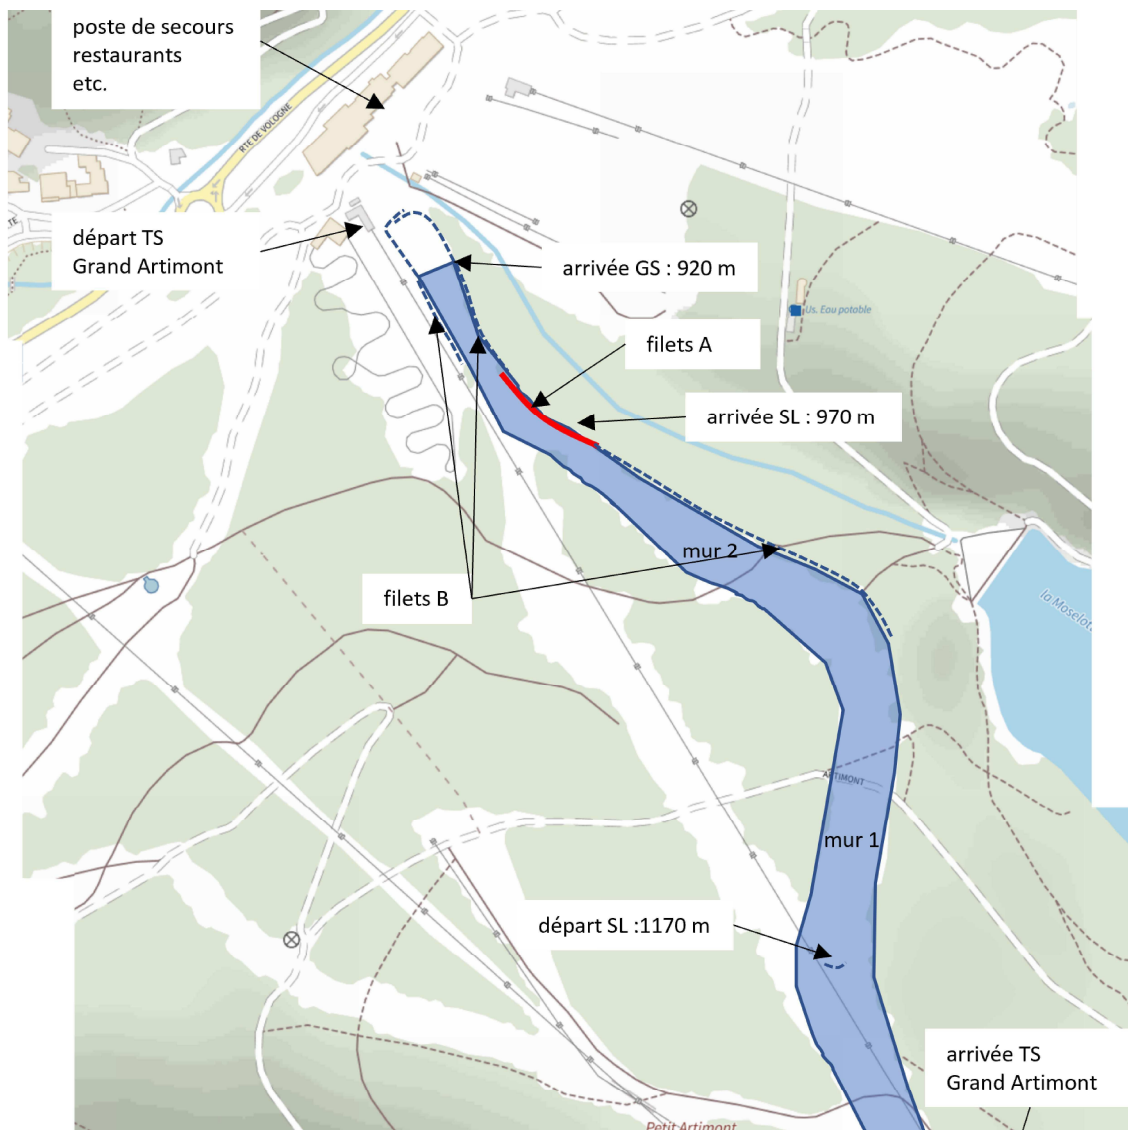 poste de secours
restaurants
etc.
RTE DE VOLOGNE
départ TS
Grand Artimont
arrivée GS : 920 m
Us. Eau potable
filets A
arrivée SL : 970 m
mur 2
filets B
la Moselot
ARTIMONT
mur 1
départ SL :1170 m
arrivée TS
Grand Artimont
Petit Artimont